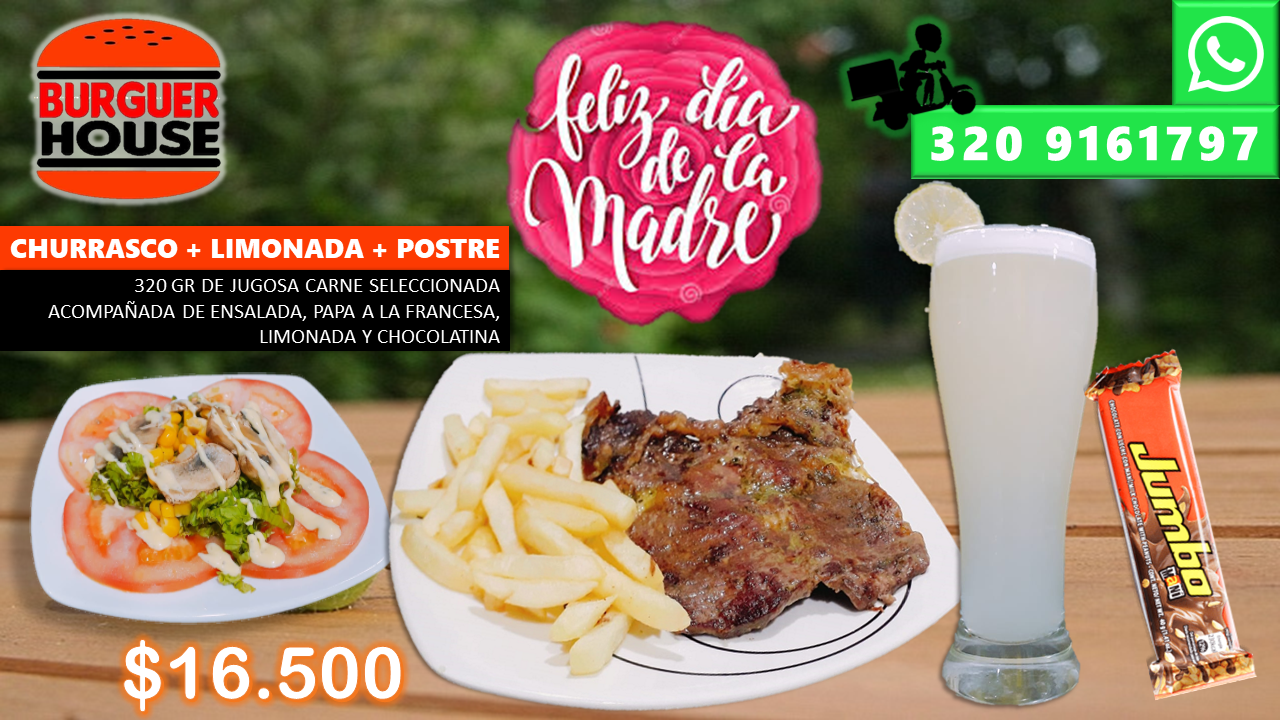 BURGUER
HOUSE
feliz día
de la
Madre
320 9161797
CHURRASCO + LIMONADA + POSTRE
320 GR DE JUGOSA CARNE SELECCIONADA
ACOMPAÑADA DE ENSALADA, PAPA A LA FRANCESA,
LIMONADA Y CHOCOLATINA
Jumbo
Jet
$16.500